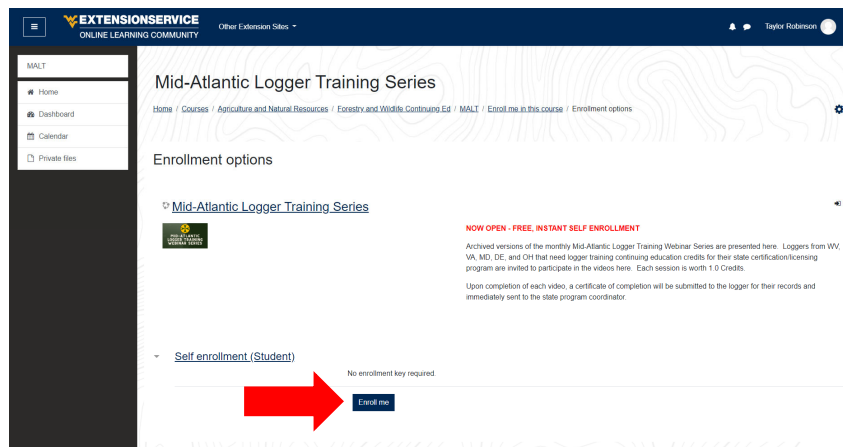 EXTENSIONSERVICE
ONLINE LEARNING COMMUNITY
Other Extension Sites
Taylor Robinson
MALT
Home
Dashboard
Calendar
Private files
Mid-Atlantic Logger Training Series
Home / Courses / Agriculture and Natural Resources / Forestry and Wildlife Continuing Ed / MALT / Enroll me in this course / Enrollment options
Enrollment options
Mid-Atlantic Logger Training Series
MID-ATLANTIC
LOGGER TRAINING
WEBINAR SERIES
NOW OPEN - FREE, INSTANT SELF ENROLLMENT
Archived versions of the monthly Mid-Atlantic Logger Training Webinar Series are presented here. Loggers from WV,
VA, MD, DE, and OH that need logger training continuing education credits for their state certification/licensing
program are invited to participate in the videos here. Each session is worth 1.0 Credits.
Upon completion of each video, a certificate of completion will be submitted to the logger for their records and
immediately sent to the state program coordinator.
Self enrollment (Student)
No enrollment key required.
Enroll me